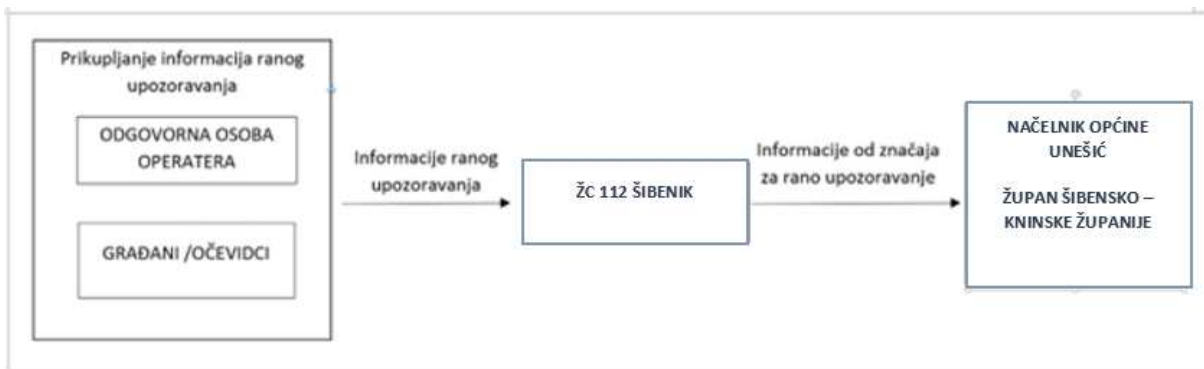 Prikupljanje informacija ranog
upozoravanja
ODGOVORNA OSOBA
OPERATERA
GRAĐANI /OČEVIDCI
Informacije ranog
upozoravanja
ŽC 112 ŠIBENIK
Informacije od značaja
za rano upozoravanje
NAČELNIK OPĆINE
UNEŠIĆ
ŽUPAN ŠIBENSKO –
KNINSKE ŽUPANIJE